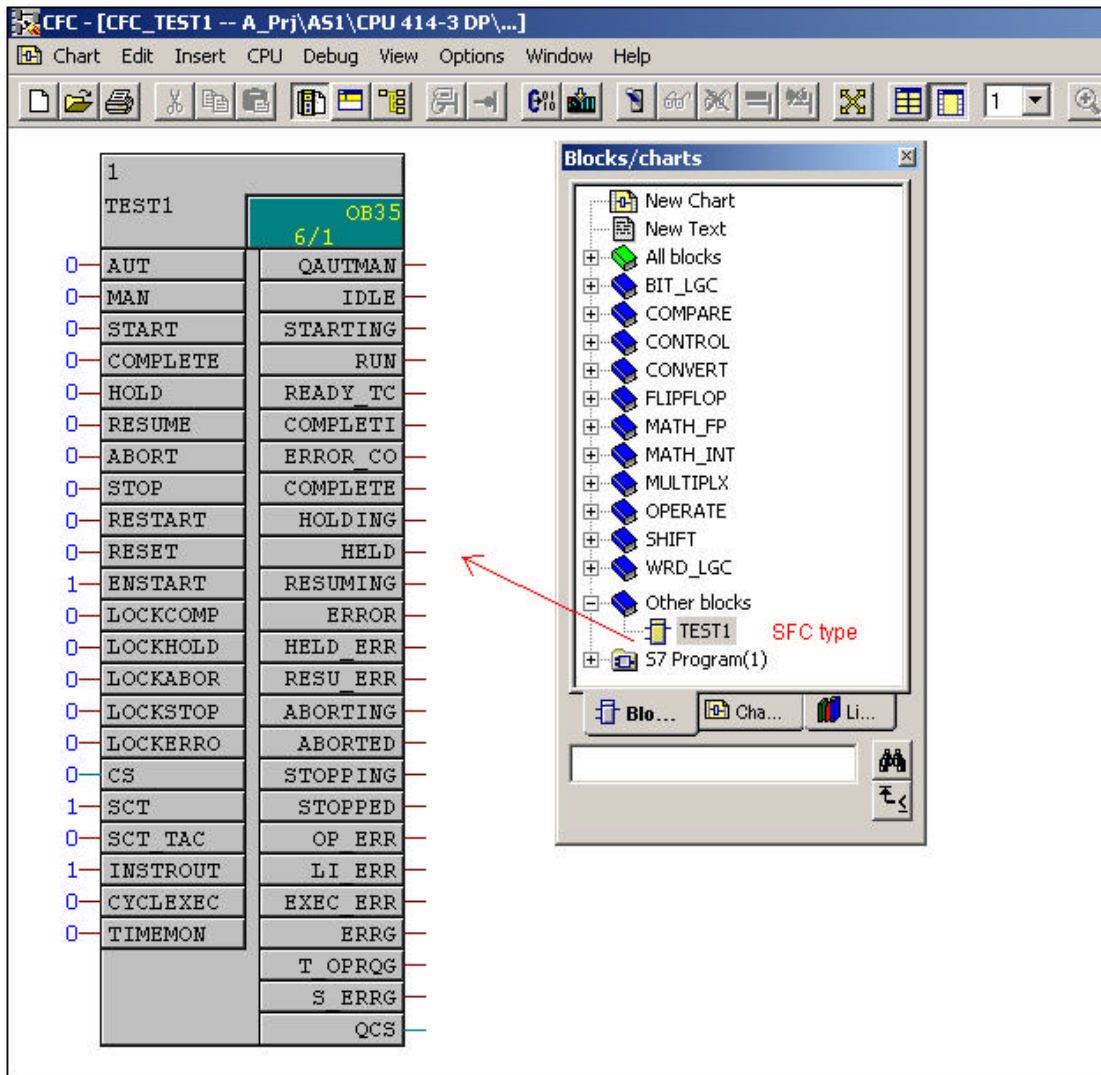 CFC - [CFC_TEST1 -- A_Prj\AS1\CPU 414-3 DP\...]
Chart Edit Insert CPU Debug View Options Window Help
1
1
TEST1
OB35
6/1
0 AUT QAUTMAN
0 MAN IDLE
0 START STARTING
0 COMPLETE RUN
0 HOLD READY_TC
0 RESUME COMPLETI
0 ABORT ERROR_CO
0 STOP COMPLETE
0 RESTART HOLDING
0 RESET HELD
1 ENSTART RESUMING
0 LOCKCOMP ERROR
0 LOCKHOLD HELD_ERR
0 LOCKABOR RESU_ERR
0 LOCKSTOP ABORTING
0 LOCKERRO ABORTED
0 CS STOPPING
1 SCT STOPPED
0 SCT_TAC OP_ERR
1 INSTROUT LI_ERR
0 CYCLEXEC EXEC_ERR
0 TIMEMON ERRG
T_OPRQG
S_ERRG
QCS
Blocks/charts
New Chart
New Text
All blocks
BIT_LGC
COMPARE
CONTROL
CONVERT
FLIPFLOP
MATH_FP
MATH_INT
MULTIPLX
OPERATE
SHIFT
WRD_LGC
Other blocks
TEST1 SFC type
S7 Program(1)
Blo... Cha... Li...